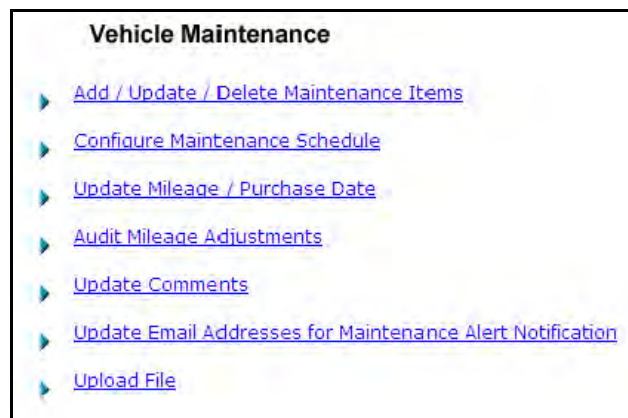 Vehicle Maintenance
Add / Update / Delete Maintenance Items
Configure Maintenance Schedule
Update Mileage / Purchase Date
Audit Mileage Adjustments
Update Comments
Update Email Addresses for Maintenance Alert Notification
Upload File